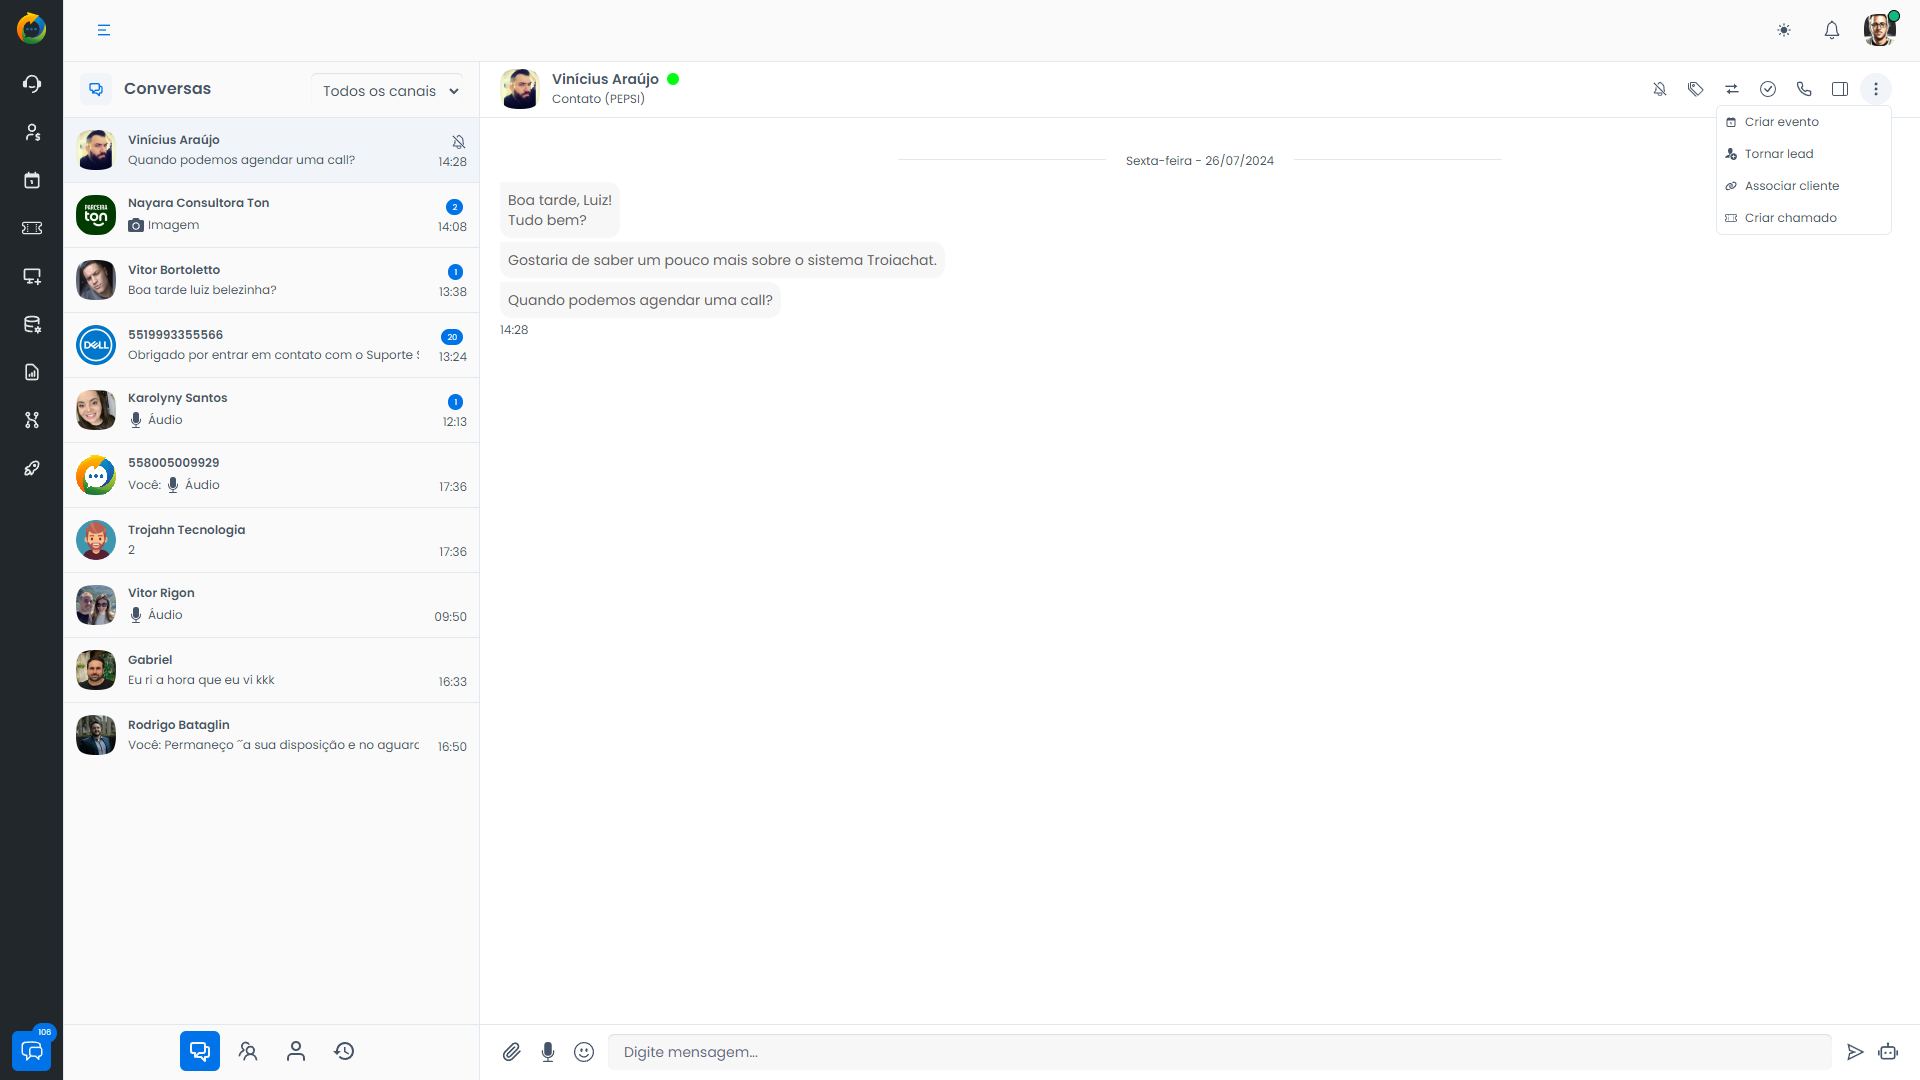 Conversas
Todos os canais
Vinícius Araújo
Quando podemos agendar uma call?
14:28
Nayara Consultora Ton
Imagem
2
14:08
PARCEIRA
ton
Vitor Bortoletto
Boa tarde luiz belezinha?
1
13:38
DELL
5519993355566
Obrigado por entrar em contato com o Suporte
20
13:24
Karolyny Santos
Áudio
1
12:13
558005009929
Você: Áudio
17:36
Trojahn Tecnologia
2
17:36
Vitor Rigon
Áudio
09:50
Gabriel
Eu ri a hora que eu vi kkk
16:33
Rodrigo Bataglin
Você: Permaneço ~a sua disposição e no aguarc
16:50
106
Vinícius Araújo
Contato (PEPSI)
Criar evento
Tornar lead
Associar cliente
Criar chamado
Sexta-feira - 26/07/2024
Boa tarde, Luiz!
Tudo bem?
Gostaria de saber um pouco mais sobre o sistema Troiachat.
Quando podemos agendar uma call?
14:28
Digite mensagem...